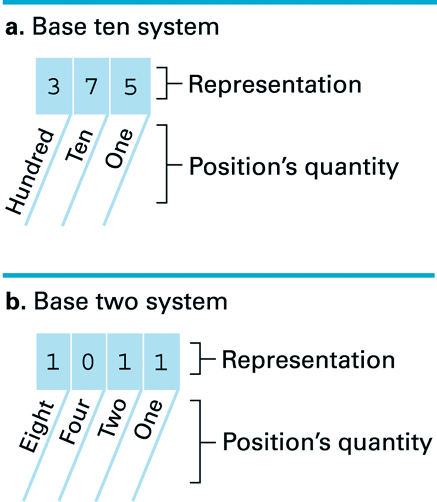 a. Base ten system
3 7 5
Representation
Hundred
Ten
One
Position's quantity
b. Base two system
1 0 1 1
Representation
Eight
Four
Two
One
Position's quantity